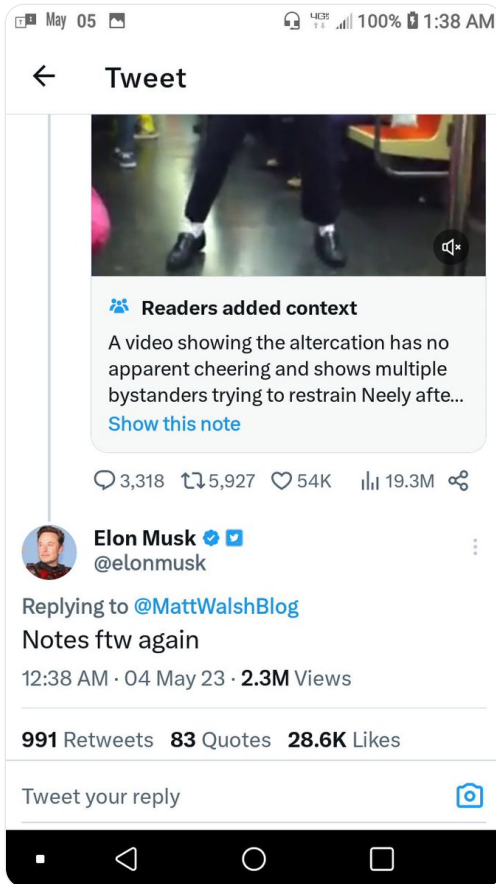 May 05 4G 100% 1:38 AM
Tweet
Readers added context
A video showing the altercation has no
apparent cheering and shows multiple
bystanders trying to restrain Neely afte...
Show this note
3,318 5,927 54K 19.3M
Elon Musk
@elonmusk
Replying to @MattWalshBlog
Notes ftw again
12:38 AM · 04 May 23 · 2.3M Views
991 Retweets 83 Quotes 28.6K Likes
Tweet your reply